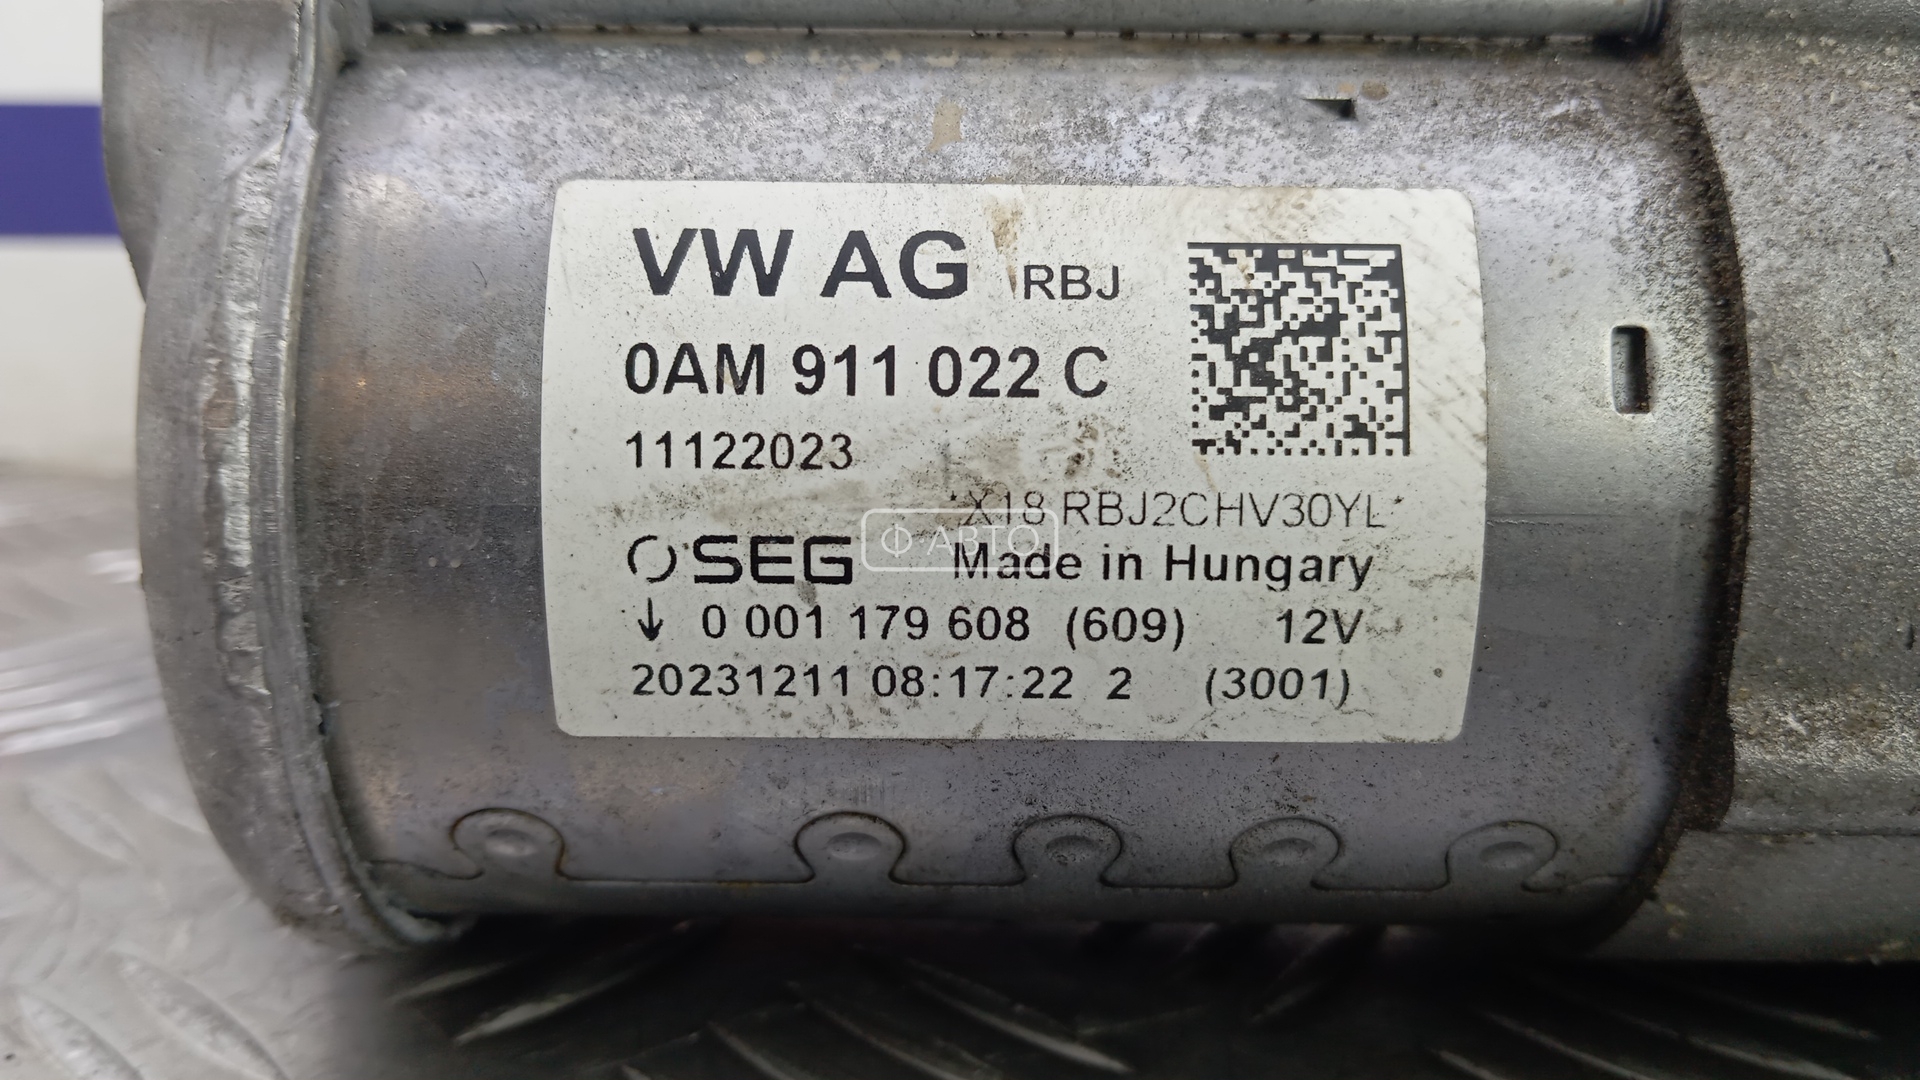 VW AG RBJ
0AM 911 022 C
11122023
*X18 RBJ2CHV30YL*
Ф АВТО
SEG Made in Hungary
↓ 0 001 179 608 (609) 12V
20231211 08:17:22 2 (3001)